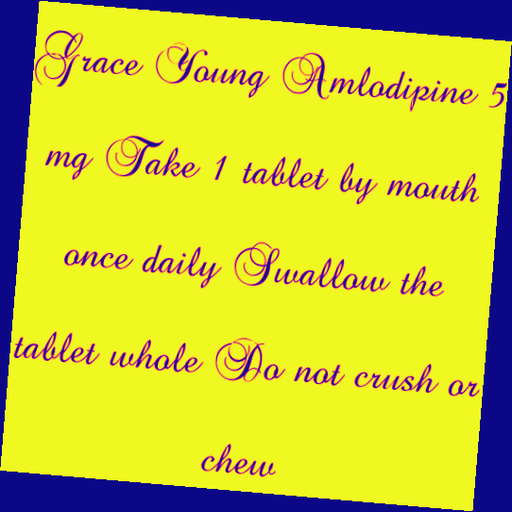 Grace Young Amlodipine 5
mg Take 1 tablet by mouth
once daily Swallow the
tablet whole Do not crush or
chew